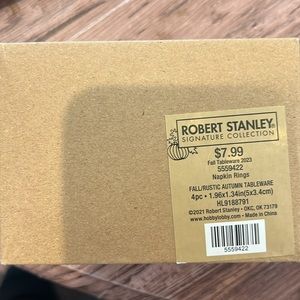 ROBERT STANLEY®
SIGNATURE COLLECTION
$7.99
Fall Tableware 2023
5559422
Napkin Rings
FALL/RUSTIC AUTUMN TABLEWARE
4pc • 1.96x1.34in(5x3.4cm)
HL9188791
©2021 Robert Stanley • OKC, OK 73179
www.hobbylobby.com • Made in China
5559422